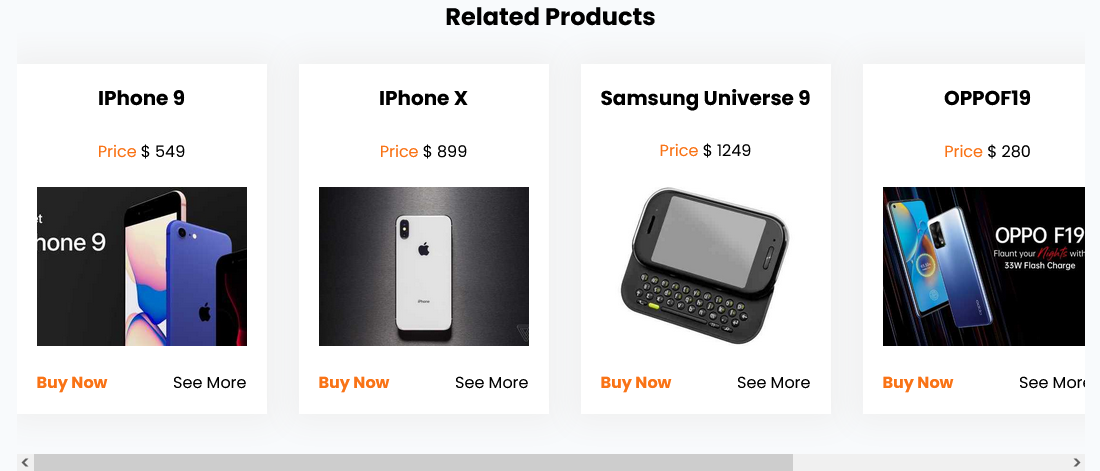 Related Products
IPhone 9
Price $ 549
et
hone 9
Buy Now
See More
IPhone X
Price $ 899
iPhone
Buy Now
See More
Samsung Universe 9
Price $ 1249
Buy Now
See More
OPPOF19
Price $ 280
OPPO F19
Flaunt your Nights with
33W Flash Charge
Buy Now
See More